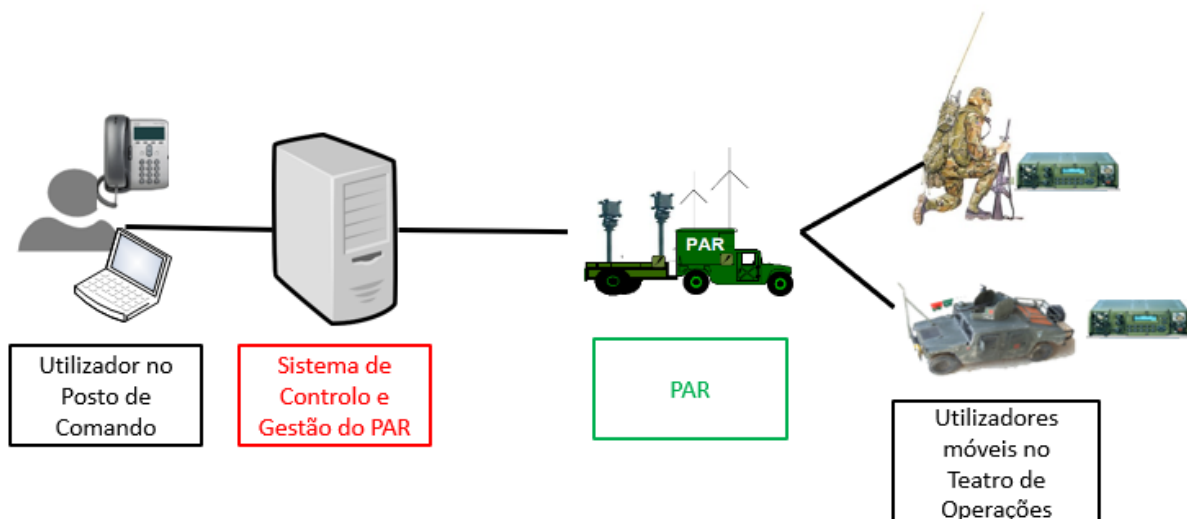 PAR
Utilizador no
Posto de
Comando
Sistema de
Controlo e
Gestão do PAR
PAR
Utilizadores
móveis no
Teatro de
Operações